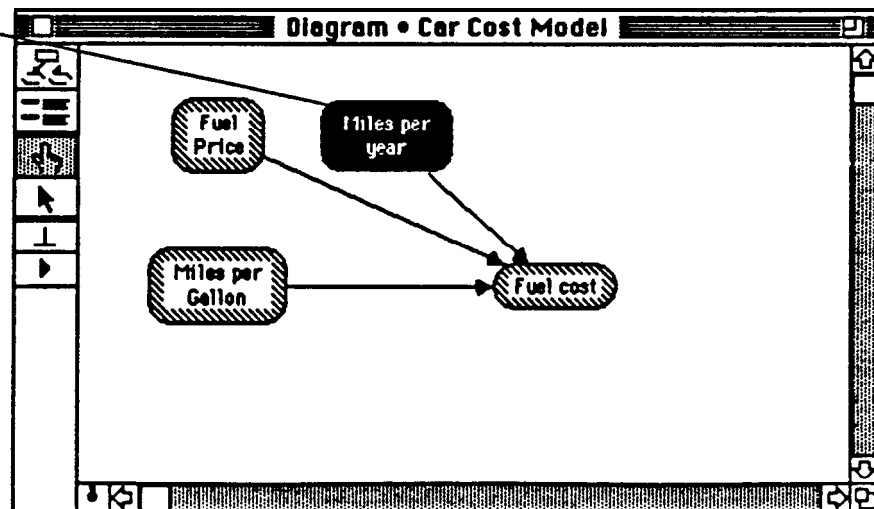 Diagram • Car Cost Model
Fuel
Price
Miles per
year
Miles per
Gallon
Fuel cost